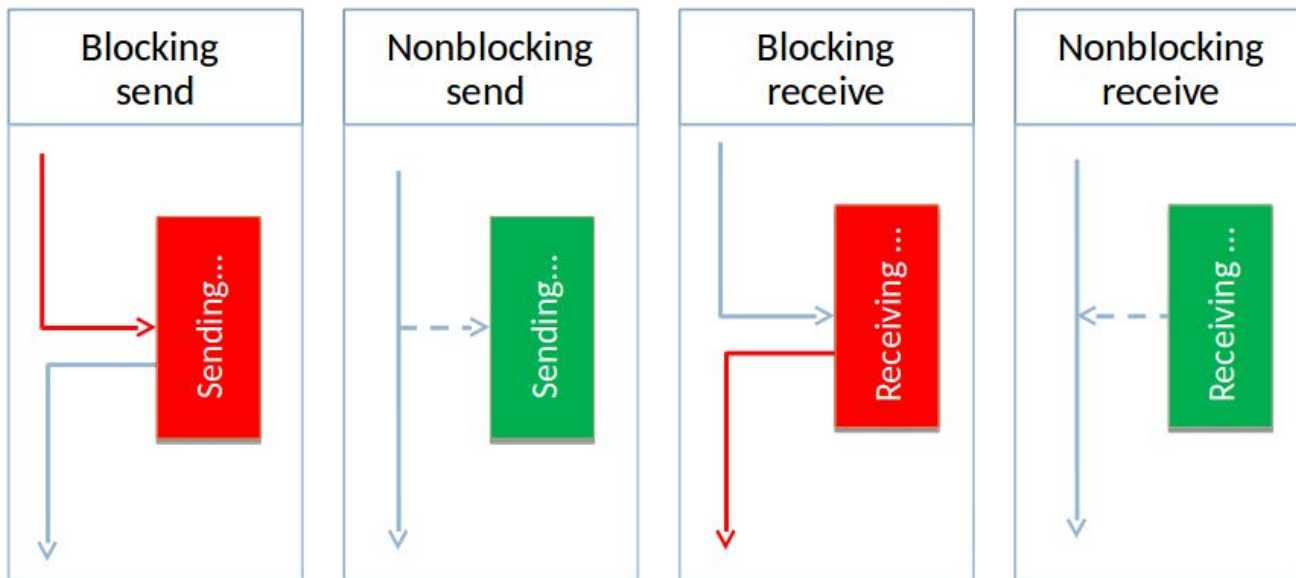 Blocking
send
Nonblocking
send
Blocking
receive
Nonblocking
receive
Sending...
Sending...
Receiving ...
Receiving ...